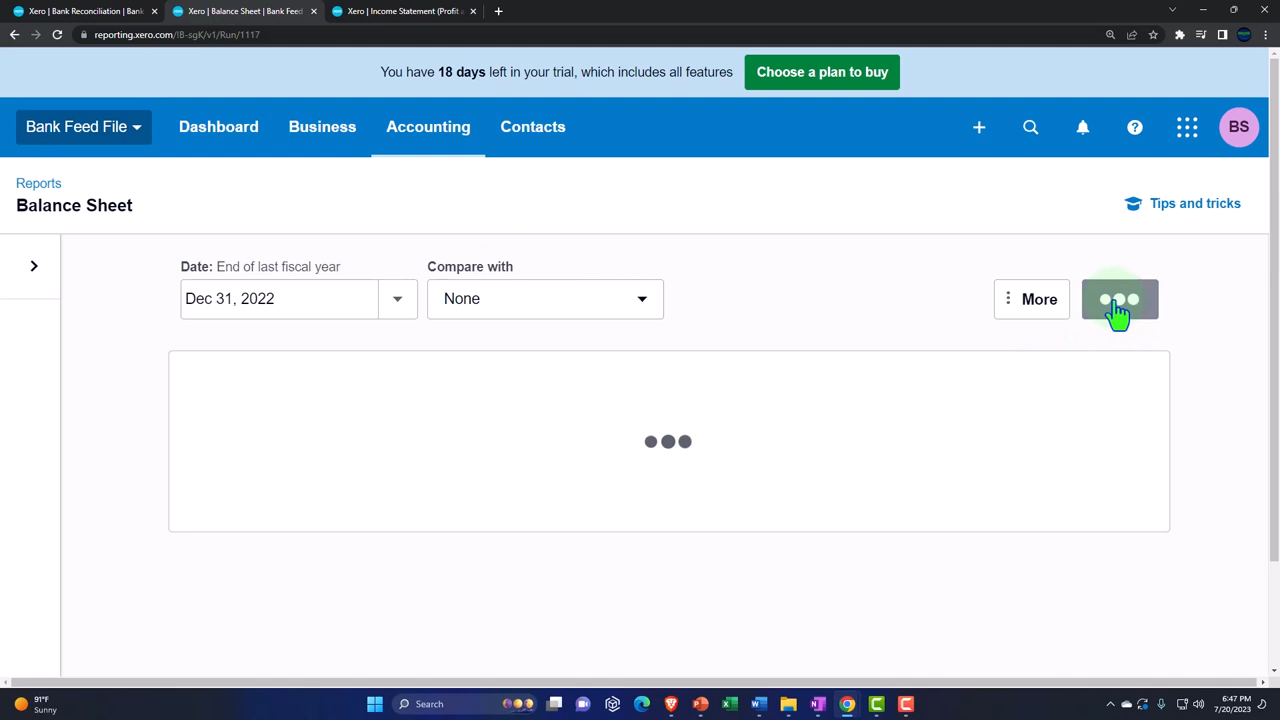 Xero | Bank Reconciliation | Bank
Xero | Balance Sheet | Bank Feed
Xero | Income Statement (Profit a
reporting.xero.com/!B-sgK/v1/Run/1117
You have 18 days left in your trial, which includes all features
Choose a plan to buy
Bank Feed File
Dashboard
Business
Accounting
Contacts
BS
Reports
Balance Sheet
Tips and tricks
Date: End of last fiscal year
Compare with
Dec 31, 2022
None
More
91°F
Sunny
Search
6:47 PM
7/20/2023